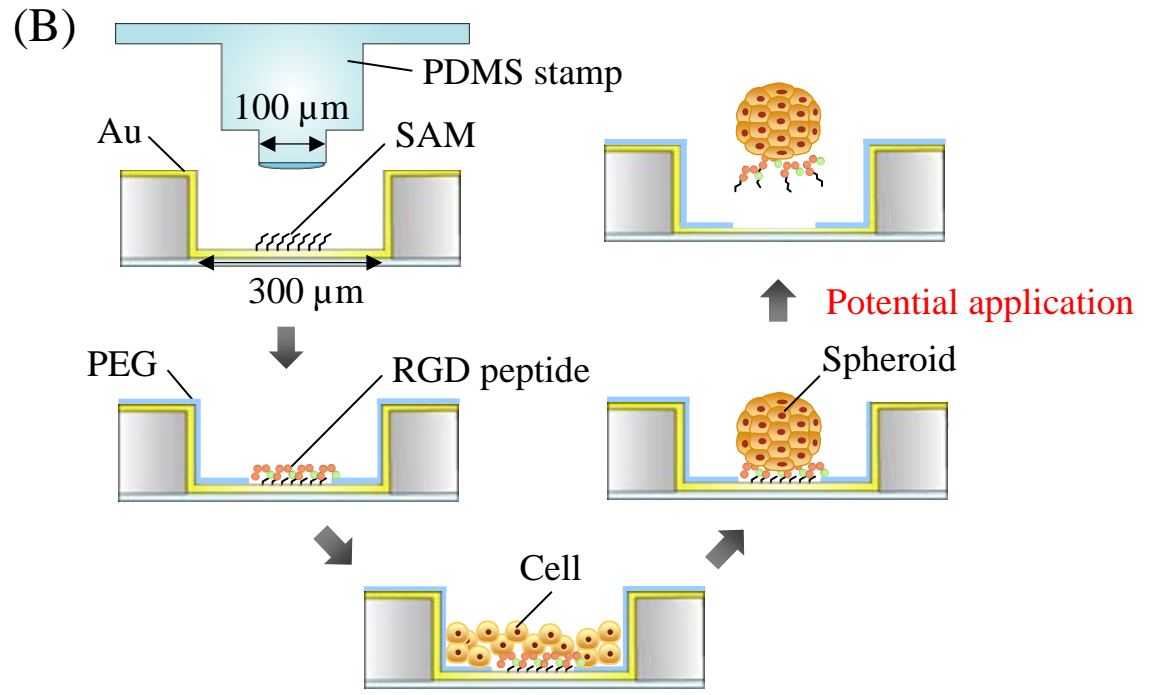 (B)
PDMS stamp
100 µm
Au
SAM
300 µm
Potential application
PEG
RGD peptide
Spheroid
Cell